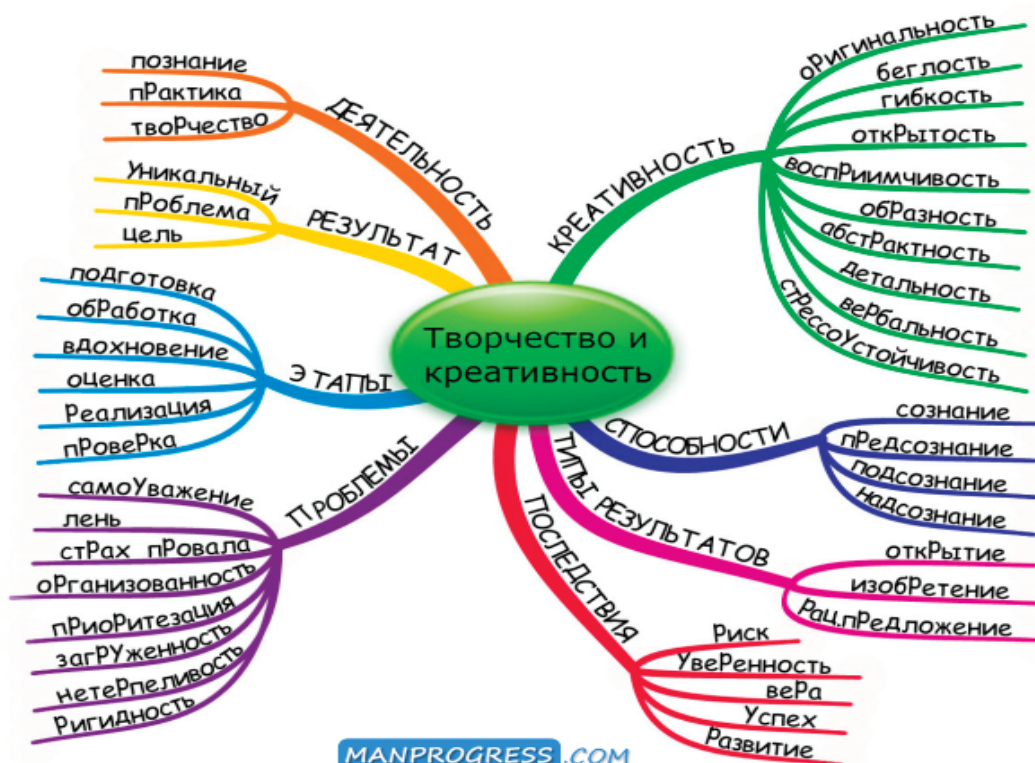 Творчество и
креативность
КРЕАТИВНОСТЬ
оРигинальность
беглость
гибкость
откРытость
воспРиимчивость
обРазность
абстРактность
детальность
веРбальность
стРессоУстойчивость
СПОСОБНОСТИ
сознание
пРедсознание
подсознание
надсознание
ТИПЫ РЕЗУЛЬТАТОВ
откРытие
изобРетение
Рац.пРедложение
ПОСЛЕДСТВИЯ
Риск
УвеРенность
веРа
Успех
Развитие
ПРОБЛЕМЫ
самоУважение
лень
стРах пРовала
оРганизованность
пРиоРитезация
загРУженность
нетеРпеливость
Ригидность
ЭТАПЫ
подготовка
обРаботка
вдохновение
оценка
Реализация
пРовеРка
РЕЗУЛЬТАТ
Уникальный
пРоблема
цель
ДЕЯТЕЛЬНОСТЬ
познание
пРактика
твоРчество
MANPROGRESS.COM